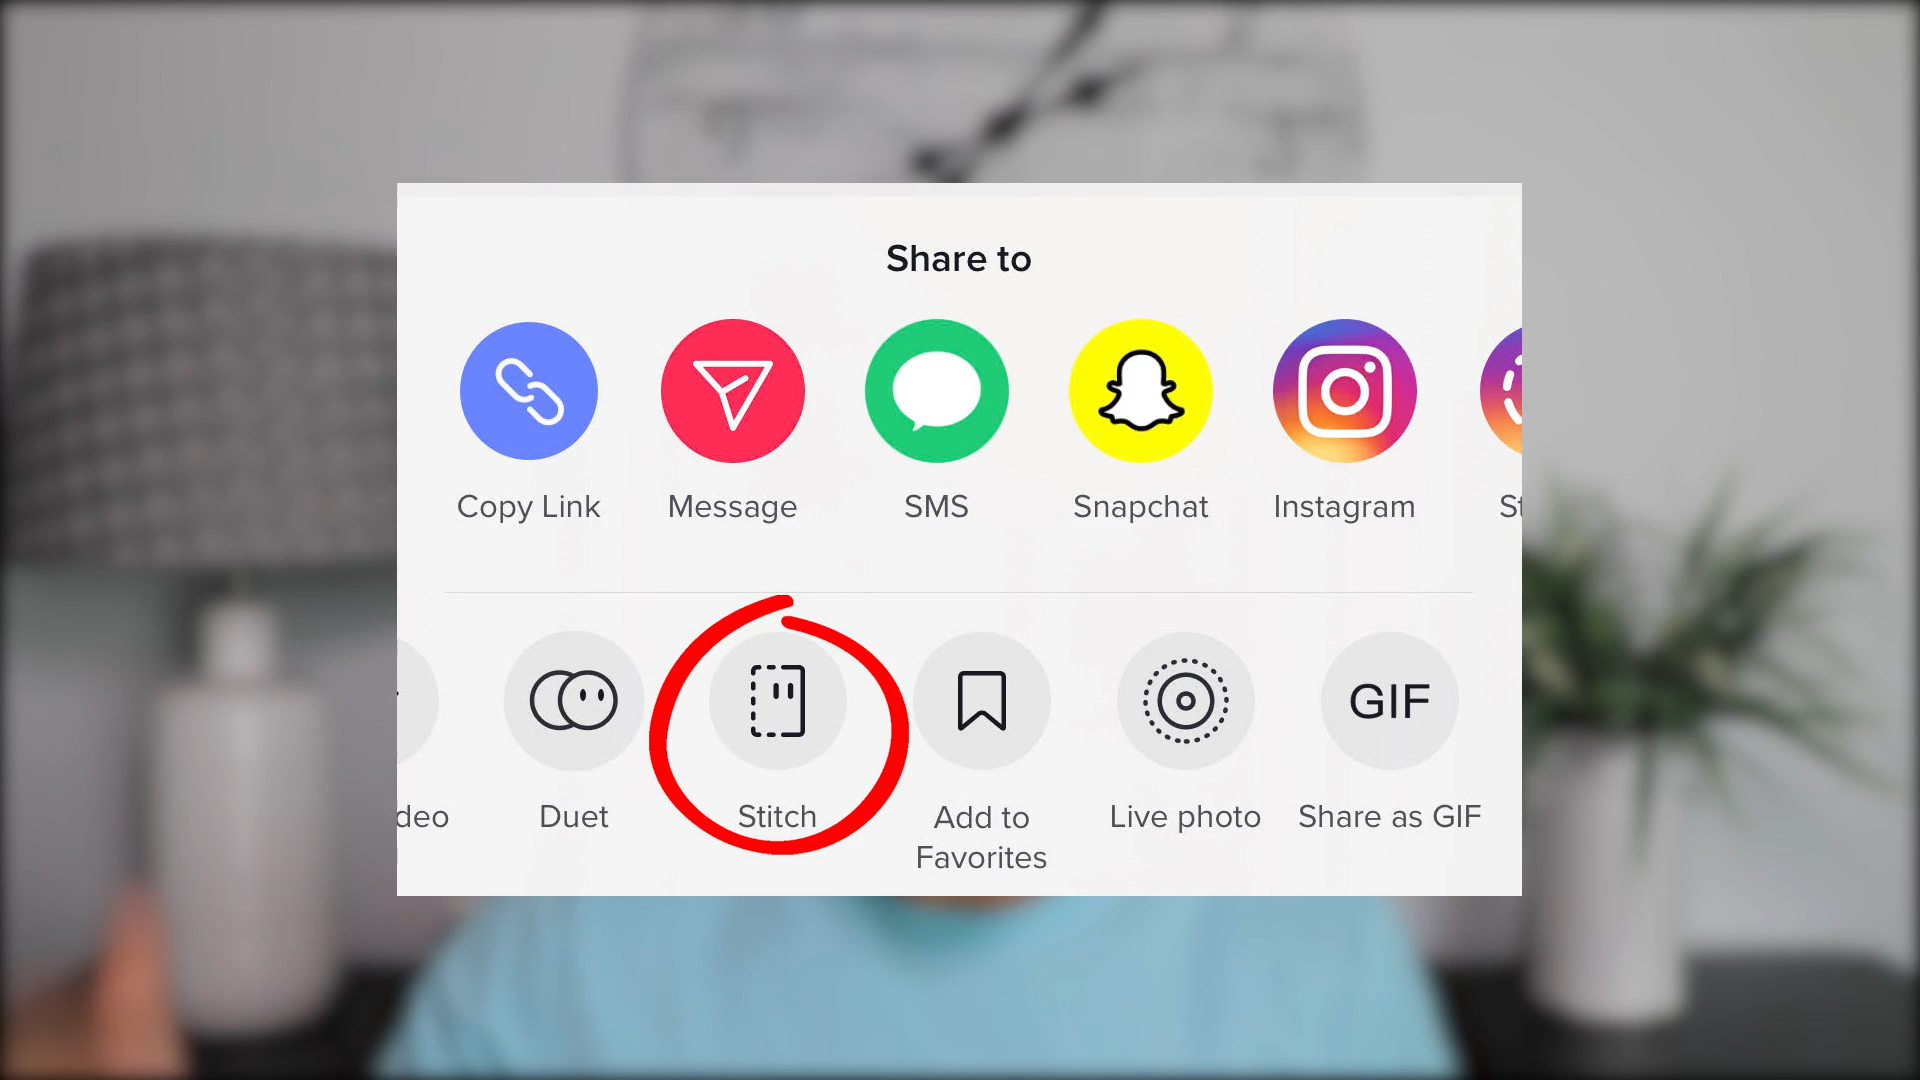 Share to
Copy Link
Message
SMS
Snapchat
Instagram
St
deo
Duet
Stitch
Add to
Favorites
Live photo
GIF
Share as GIF